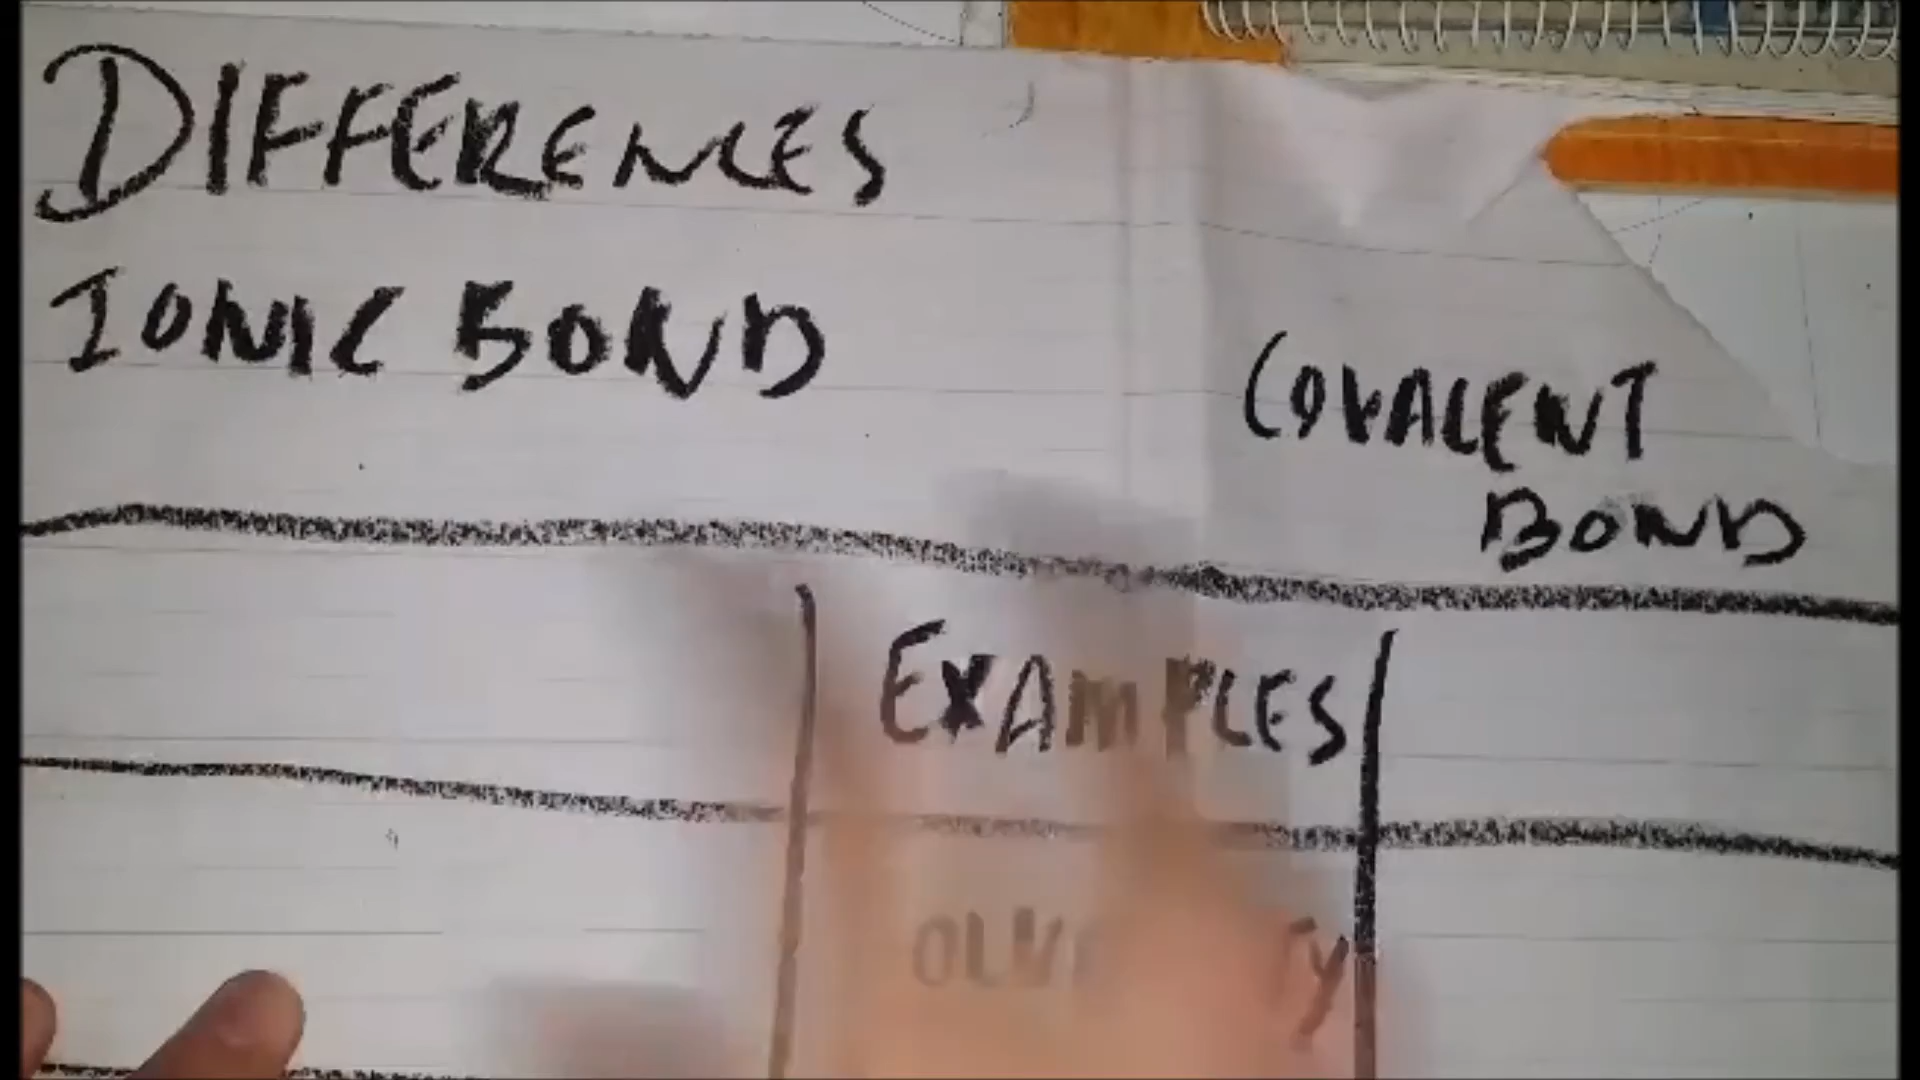 DIFFERENCES
IONIC BOND
COVALENT
BOND
EXAMPLES